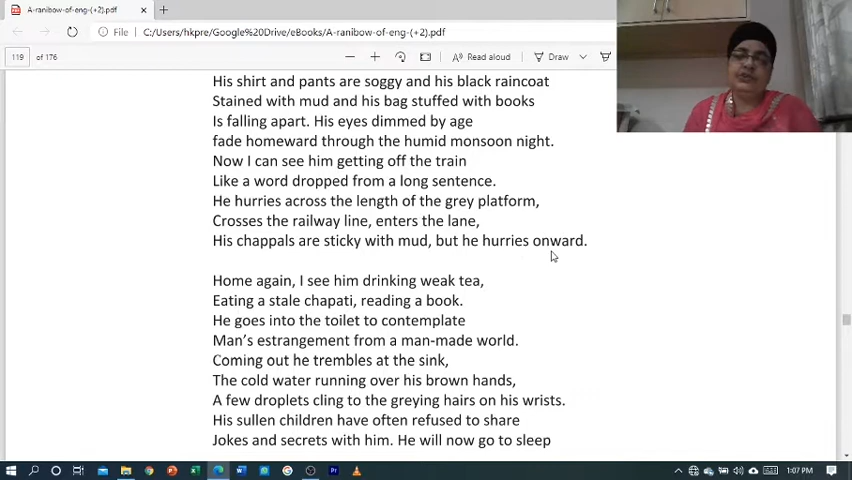 A-ranibow-of-eng-(+2).pdf
File
C:/Users/hkpre/Google%20Drive/eBooks/A-ranibow-of-eng-(+2).pdf
119
of 176
Read aloud
Draw
His shirt and pants are soggy and his black raincoat
Stained with mud and his bag stuffed with books
Is falling apart. His eyes dimmed by age
fade homeward through the humid monsoon night.
Now I can see him getting off the train
Like a word dropped from a long sentence.
He hurries across the length of the grey platform,
Crosses the railway line, enters the lane,
His chappals are sticky with mud, but he hurries onward.
Home again, I see him drinking weak tea,
Eating a stale chapati, reading a book.
He goes into the toilet to contemplate
Man's estrangement from a man-made world.
Coming out he trembles at the sink,
The cold water running over his brown hands,
A few droplets cling to the greying hairs on his wrists.
His sullen children have often refused to share
Jokes and secrets with him. He will now go to sleep
1:07 PM